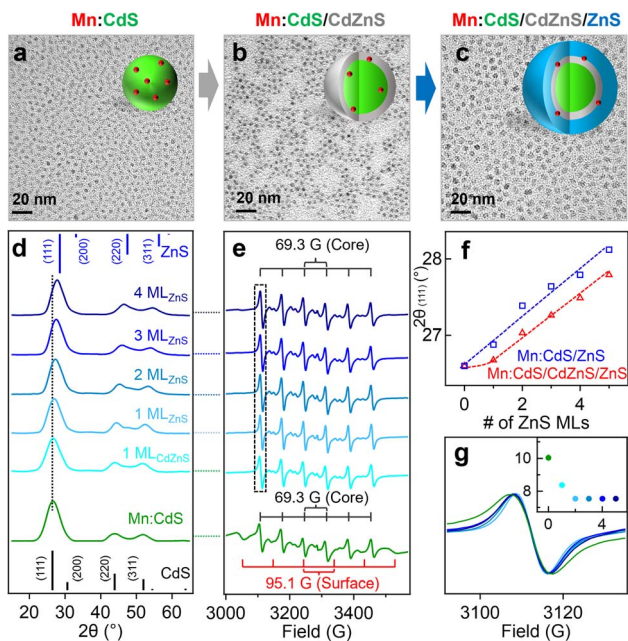 Mn:CdS
Mn:CdS/CdZnS
Mn:CdS/CdZnS/ZnS
a
b
c
20 nm
20 nm
20 nm
d
(111)
(200)
(220)
(311)
ZnS
4 ML_ZnS
3 ML_ZnS
2 ML_ZnS
1 ML_ZnS
1 ML_CdZnS
Mn:CdS
(111)
(200)
(220)
(311)
CdS
20 30 40 50 60
2θ (°)
e
69.3 G (Core)
69.3 G (Core)
95.1 G (Surface)
3000 3200 3400
Field (G)
f
28
27
2θ (111) (°)
Mn:CdS/ZnS
Mn:CdS/CdZnS/ZnS
0 2 4
# of ZnS MLs
g
10
8
0 2 4
3100 3120
Field (G)